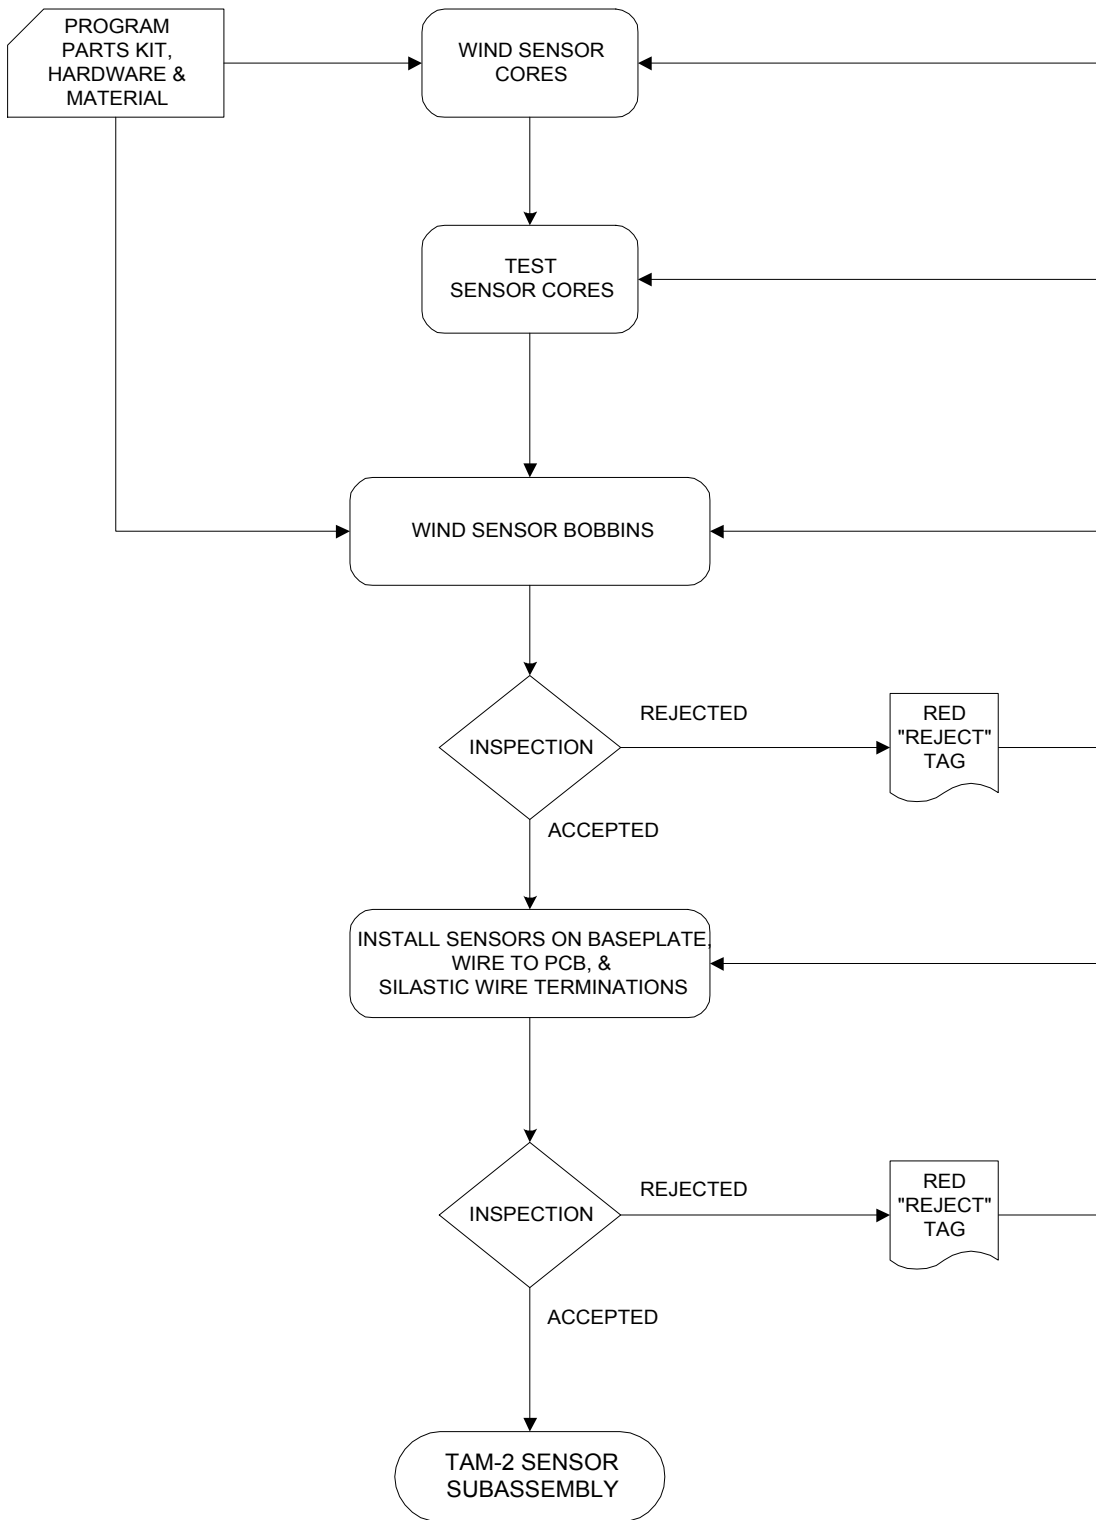 PROGRAM
PARTS KIT,
HARDWARE &
MATERIAL
WIND SENSOR
CORES
TEST
SENSOR CORES
WIND SENSOR BOBBINS
INSPECTION
REJECTED
RED
"REJECT"
TAG
ACCEPTED
INSTALL SENSORS ON BASEPLATE,
WIRE TO PCB, &
SILASTIC WIRE TERMINATIONS
INSPECTION
REJECTED
RED
"REJECT"
TAG
ACCEPTED
TAM-2 SENSOR
SUBASSEMBLY